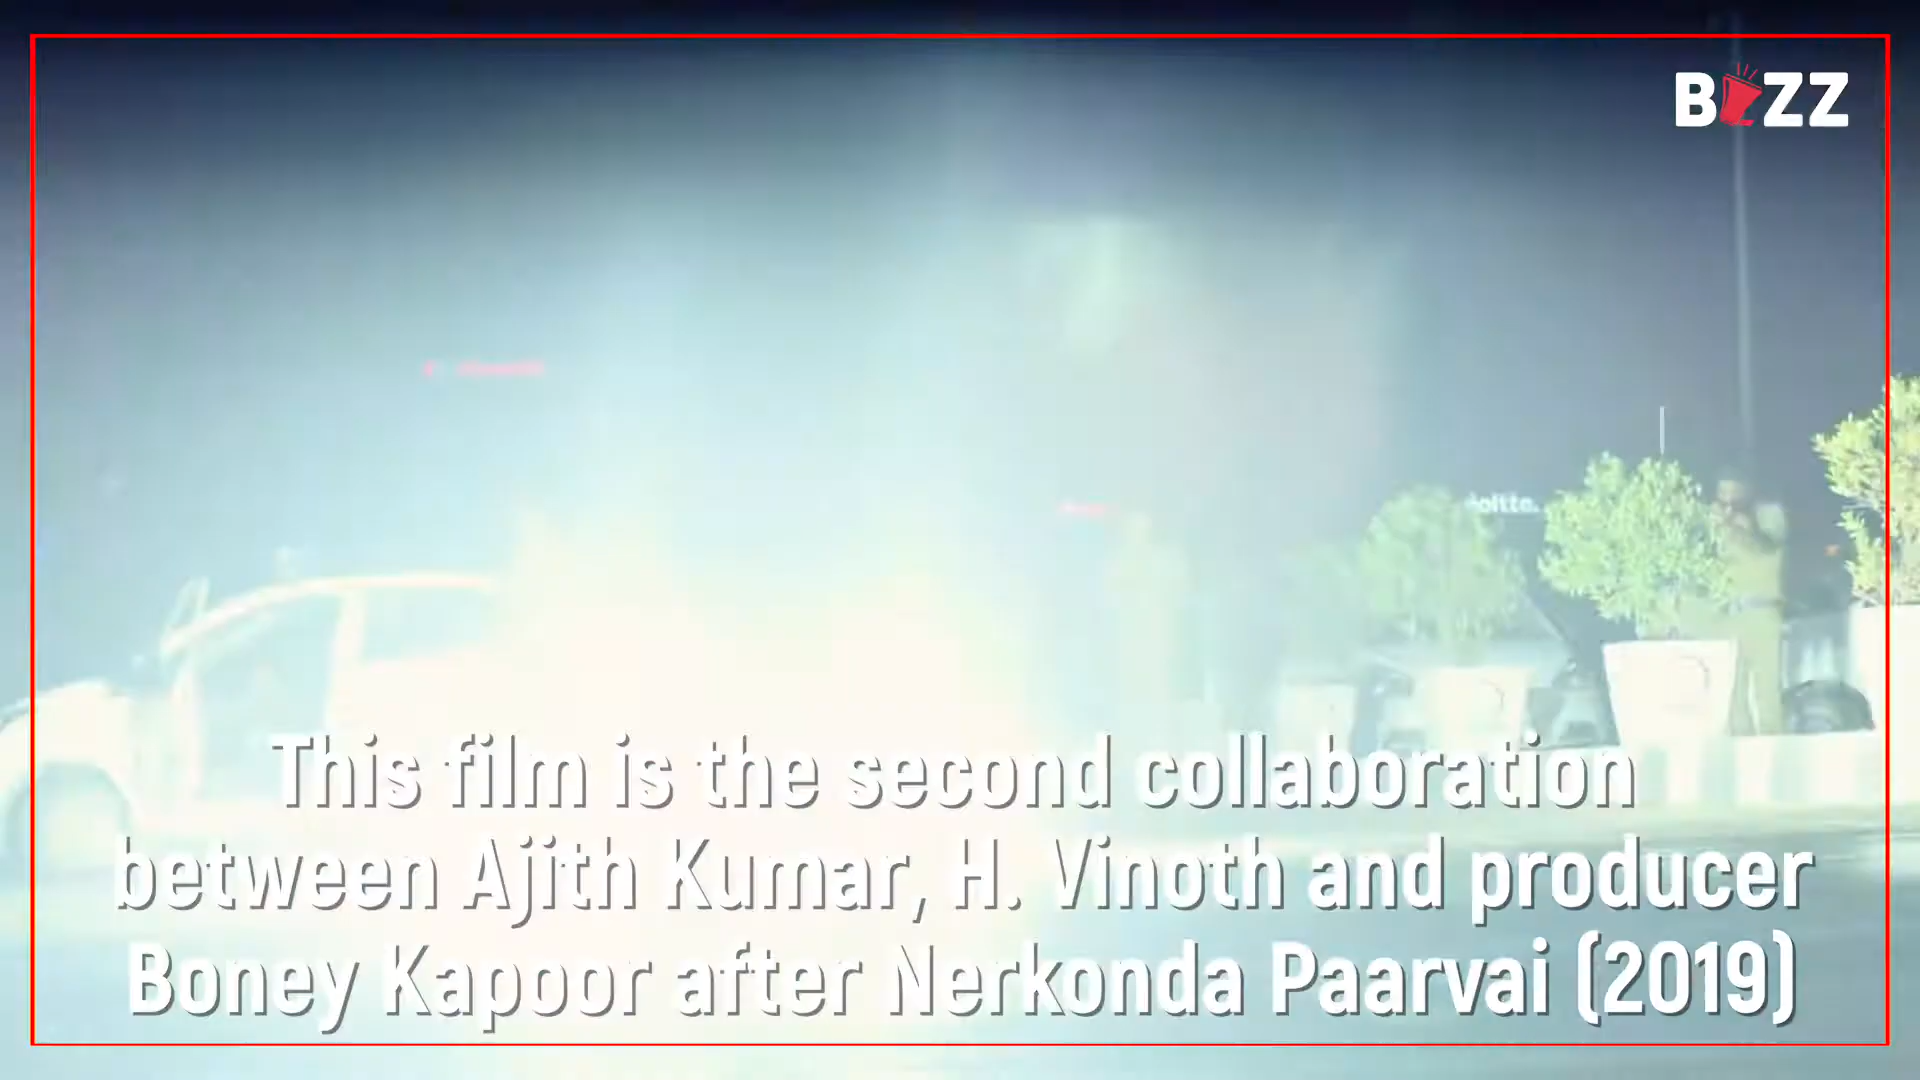 BUZZ
oitte.
This film is the second collaboration
between Ajith Kumar, H. Vinoth and producer
Boney Kapoor after Nerkonda Paarvai (2019)